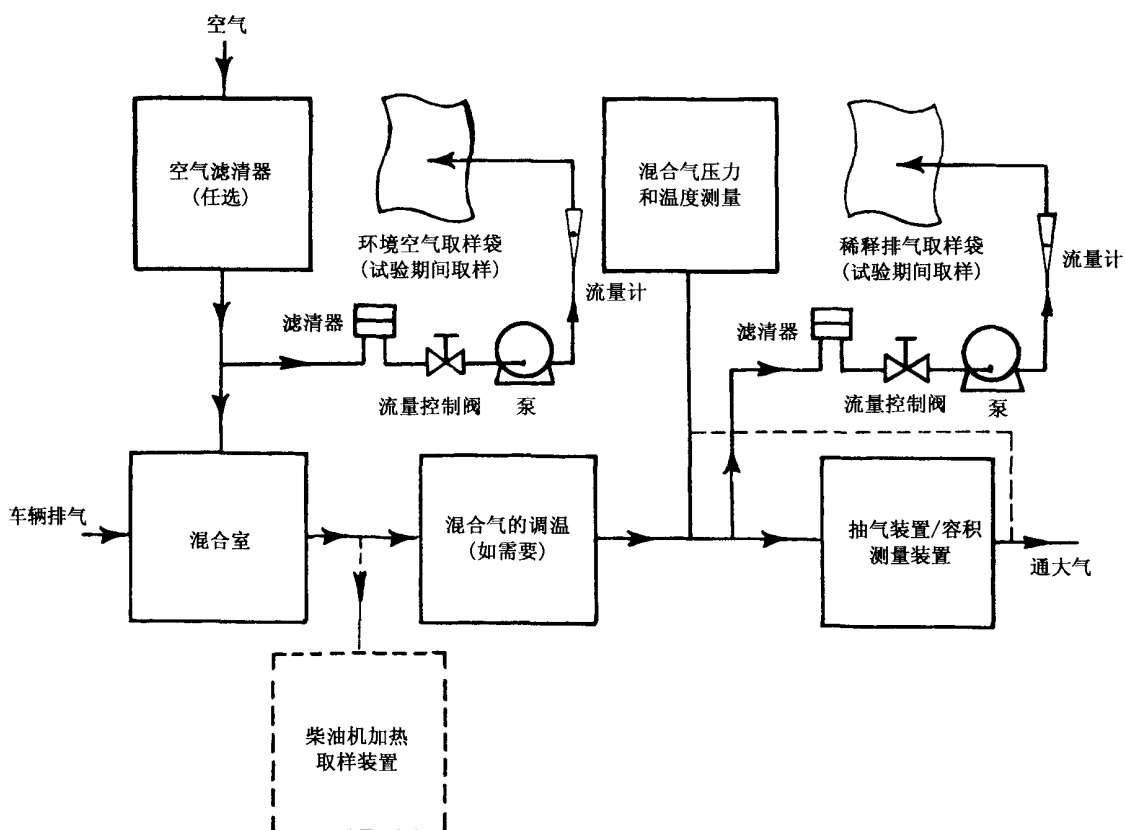 空气
空气滤清器
(任选)
环境空气取样袋
(试验期间取样)
流量计
混合气压力
和温度测量
稀释排气取样袋
(试验期间取样)
流量计
滤清器
流量控制阀
泵
滤清器
流量控制阀
泵
车辆排气
混合室
混合气的调温
(如需要)
抽气装置/容积
测量装置
通大气
柴油机加热
取样装置